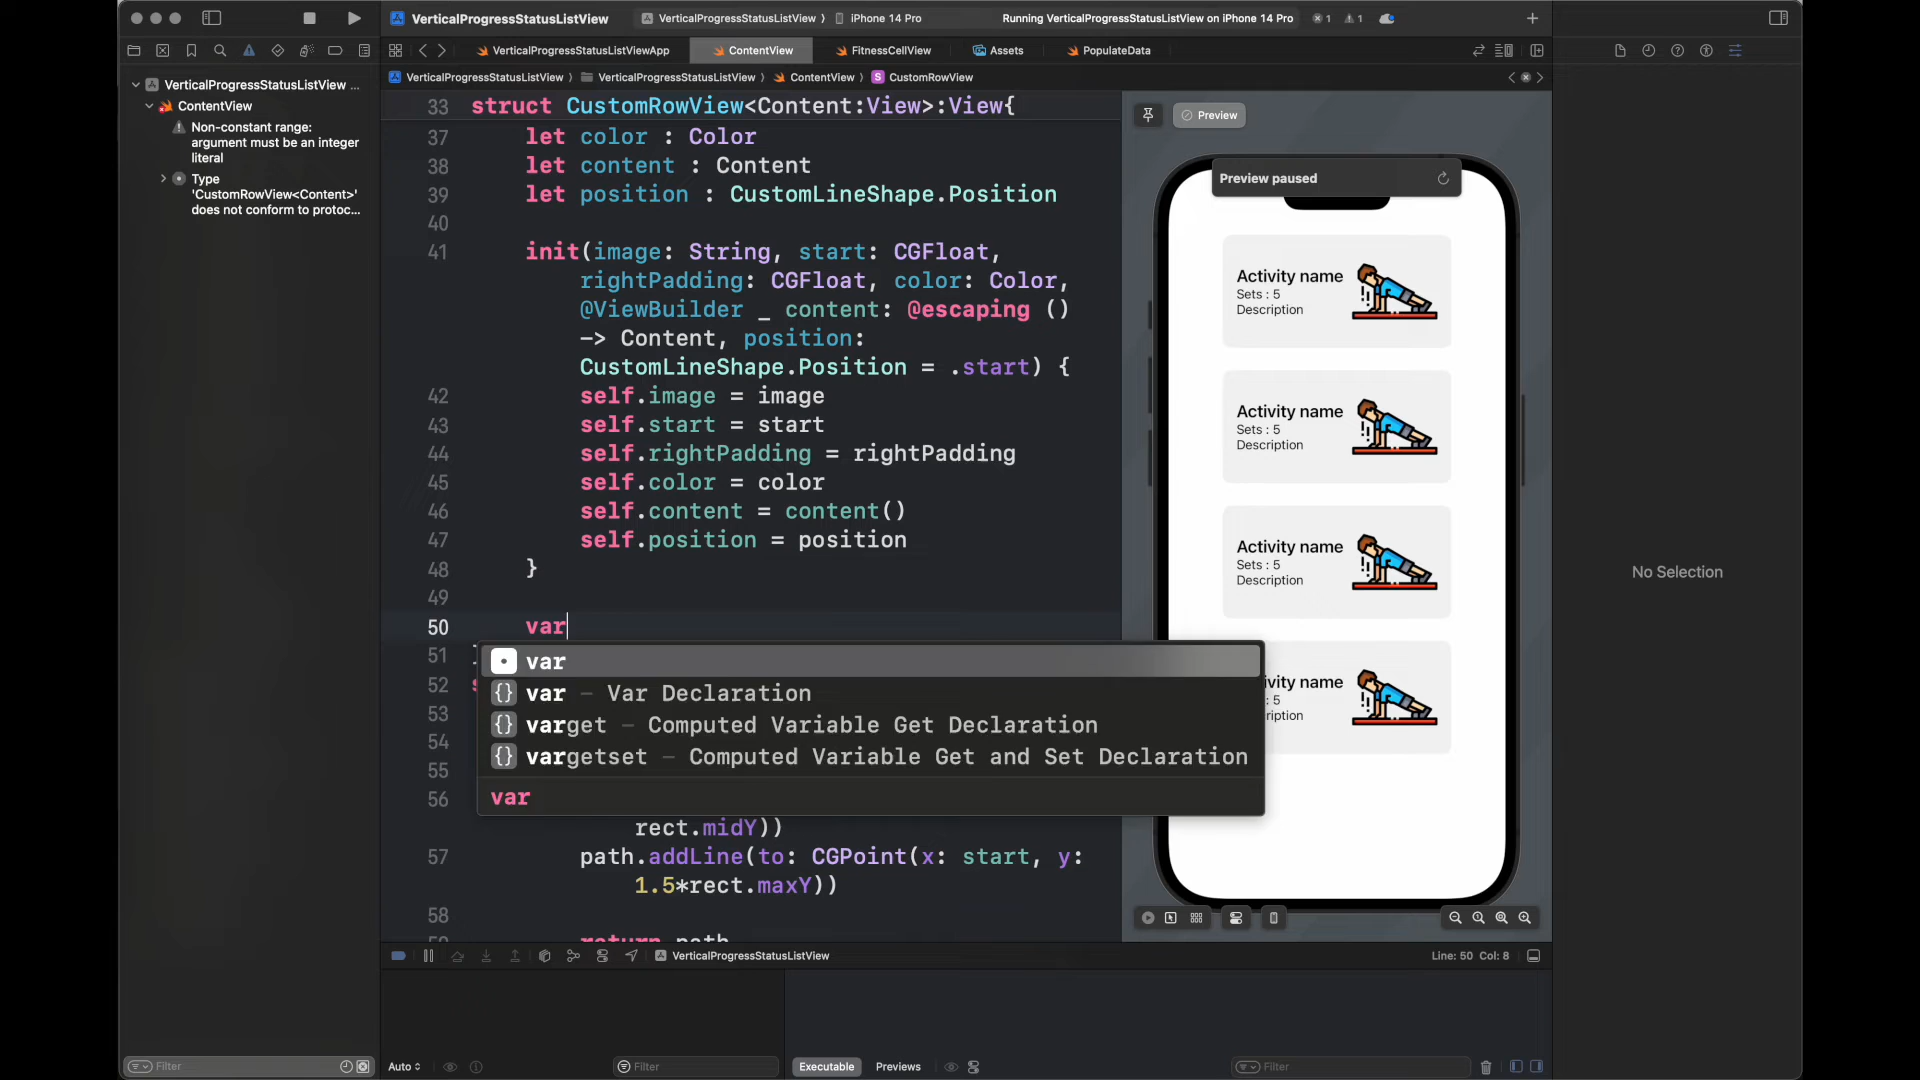 VerticalProgressStatusListView
VerticalProgressStatusListView
iPhone 14 Pro
Running VerticalProgressStatusListView on iPhone 14 Pro
1
1
VerticalProgressStatusListViewApp
ContentView
FitnessCellView
Assets
PopulateData
VerticalProgressStatusListView
VerticalProgressStatusListView
ContentView
CustomRowView
VerticalProgressStatusListView ...
ContentView
Non-constant range:
argument must be an integer
literal
Type
'CustomRowView<Content>'
does not conform to protoc...
33 struct CustomRowView<Content:View>:View{
37 let color : Color
38 let content : Content
39 let position : CustomLineShape.Position
40
41 init(image: String, start: CGFloat,
rightPadding: CGFloat, color: Color,
@ViewBuilder _ content: @escaping ()
-> Content, position:
CustomLineShape.Position = .start) {
42 self.image = image
43 self.start = start
44 self.rightPadding = rightPadding
45 self.color = color
46 self.content = content()
47 self.position = position
48 }
49
50 var
51
52
53
54
55
56
var
var – Var Declaration
varget – Computed Variable Get Declaration
vargetset – Computed Variable Get and Set Declaration
var
rect.midY))
57 path.addLine(to: CGPoint(x: start, y:
1.5*rect.maxY))
58
return path
Preview
Preview paused
Activity name
Sets : 5
Description
Activity name
Sets : 5
Description
Activity name
Sets : 5
Description
ivity name
: 5
ription
No Selection
VerticalProgressStatusListView
Line: 50 Col: 8
Filter
Auto
Filter
Executable
Previews
Filter